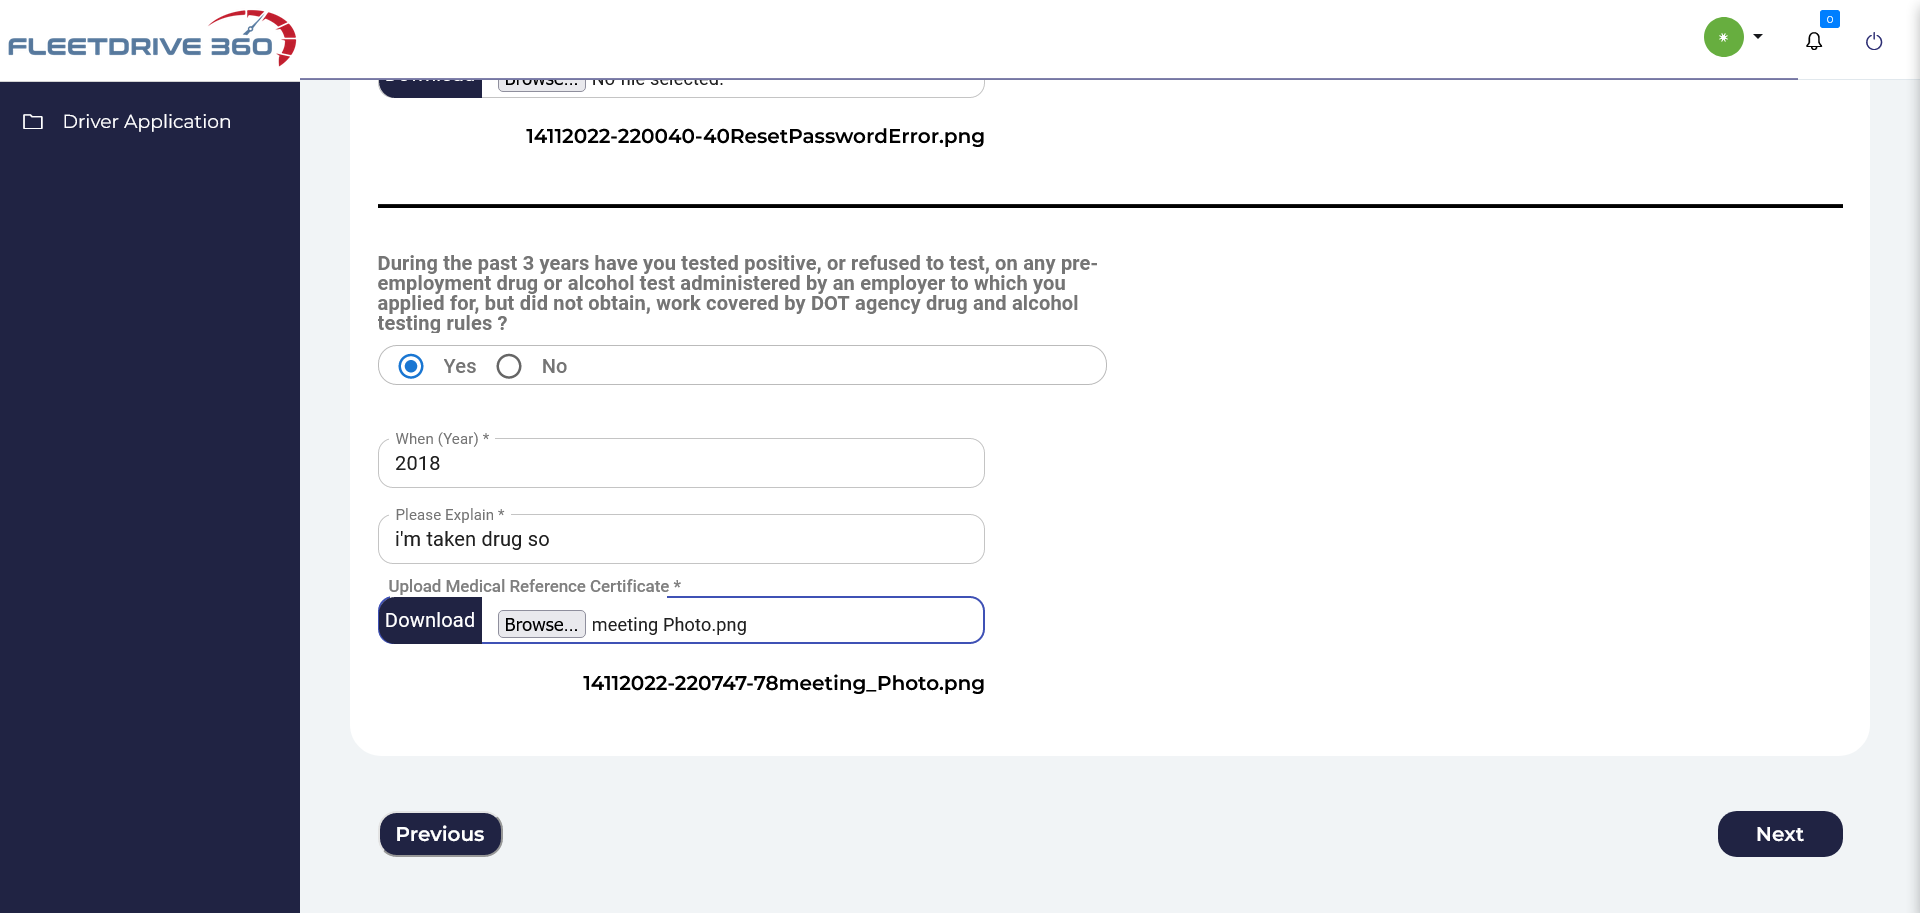 FLEETDRIVE 360
0
Driver Application
Download
Browse... No file selected.
14112022-220040-40ResetPasswordError.png
During the past 3 years have you tested positive, or refused to test, on any pre-
employment drug or alcohol test administered by an employer to which you
applied for, but did not obtain, work covered by DOT agency drug and alcohol
testing rules ?
Yes No
When (Year) *
2018
Please Explain *
i'm taken drug so
Upload Medical Reference Certificate *
Download Browse... meeting Photo.png
14112022-220747-78meeting_Photo.png
Previous
Next